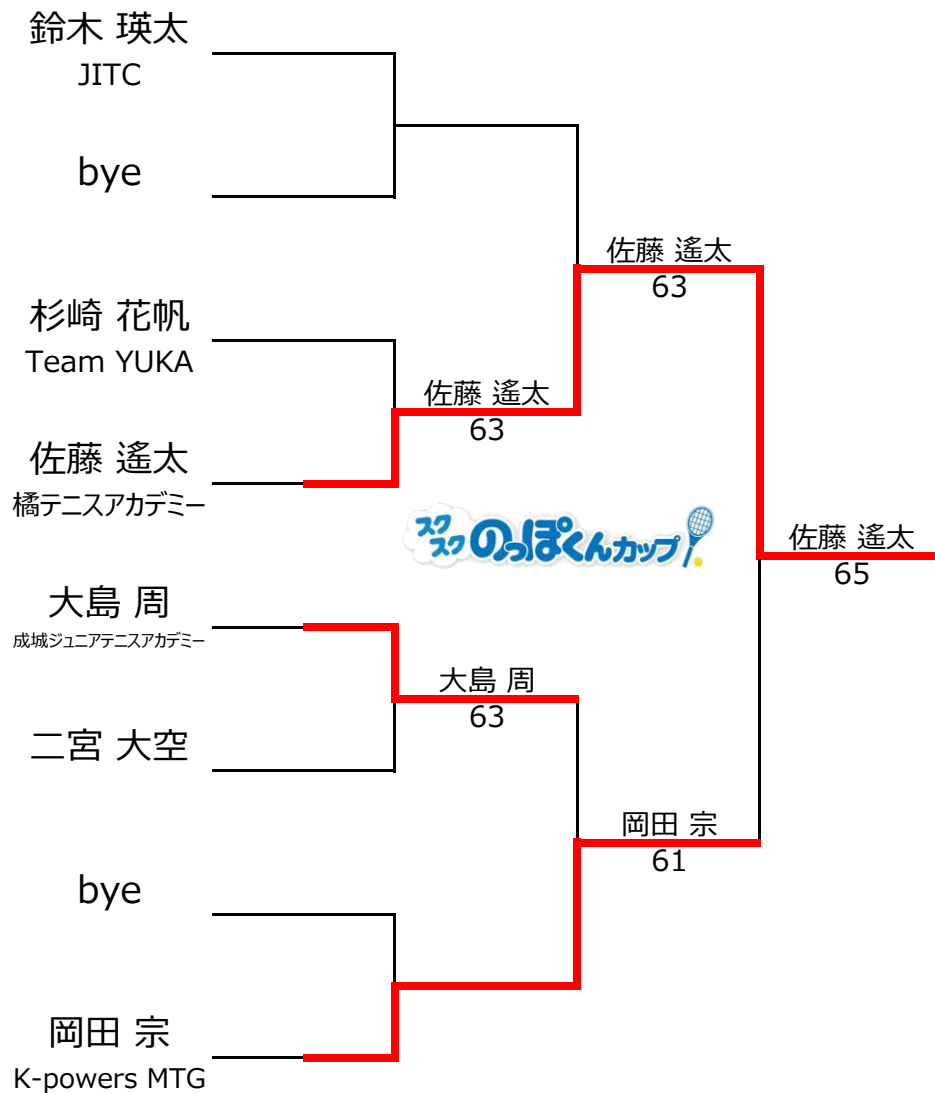 鈴木 瑛太
JITC
bye
杉崎 花帆
Team YUKA
佐藤 遙太
橘テニスアカデミー
大島 周
成城ジュニアテニスアカデミー
二宮 大空
bye
岡田 宗
K-powers MTG
佐藤 遙太
63
大島 周
63
佐藤 遙太
63
岡田 宗
61
佐藤 遙太
65
スクスクのっぽくんカップ